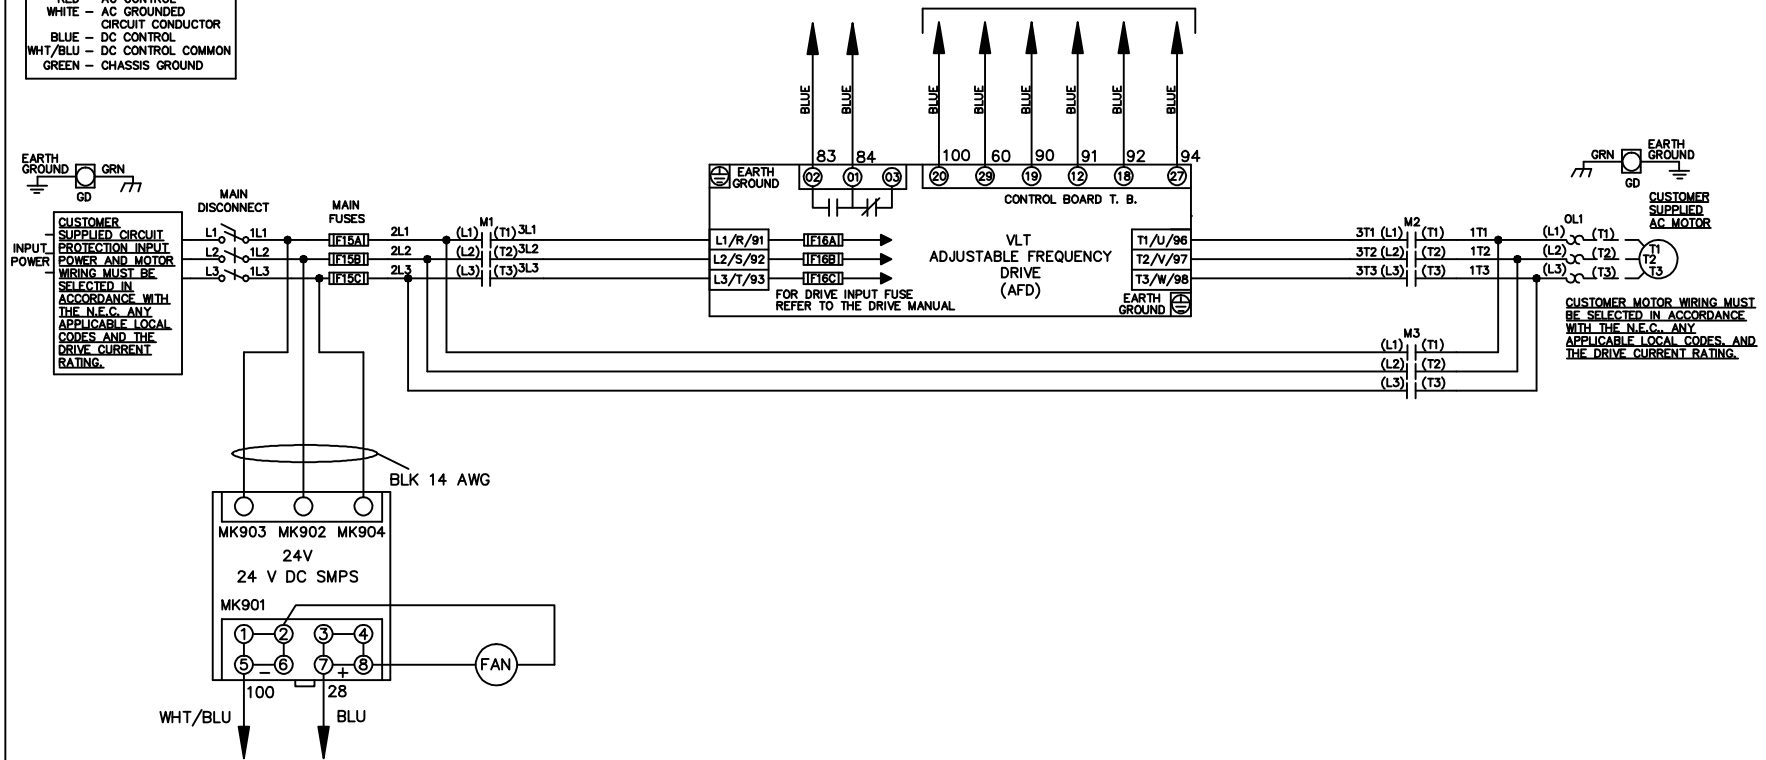 WHITE – AC GROUNDED
CIRCUIT CONDUCTOR
BLUE – DC CONTROL
WHT/BLU – DC CONTROL COMMON
GREEN – CHASSIS GROUND
BLUE BLUE BLUE BLUE BLUE BLUE BLUE BLUE
83 84 100 60 90 91 92 94
02 01 03 20 29 19 12 18 27
EARTH
GROUND
CONTROL BOARD T. B.
EARTH
GROUND
GRN
GD
MAIN
DISCONNECT
MAIN
FUSES
INPUT
POWER
CUSTOMER
SUPPLIED CIRCUIT
PROTECTION INPUT
POWER AND MOTOR
WIRING MUST BE
SELECTED IN
ACCORDANCE WITH
THE N.E.C. ANY
APPLICABLE LOCAL
CODES AND THE
DRIVE CURRENT
RATING.
L1 1L1 F15A 2L1 (L1) M1 (T1) 3L1
L2 1L2 F15B 2L2 (L2) (T2) 3L2
L3 1L3 F15C 2L3 (L3) (T3) 3L3
L1/R/91 F16A
L2/S/92 F16B
L3/T/93 F16C
FOR DRIVE INPUT FUSE
REFER TO THE DRIVE MANUAL
VLT
ADJUSTABLE FREQUENCY
DRIVE
(AFD)
T1/U/96
T2/V/97
T3/W/98
EARTH
GROUND
M2
3T1 (L1) (T1) 1T1
3T2 (L2) (T2) 1T2
3T3 (L3) (T3) 1T3
M3
(L1) (T1)
(L2) (T2)
(L3) (T3)
OL1
(L1) (T1)
(L2) (T2)
(L3) (T3)
T1
T2
T3
GRN
EARTH
GROUND
GD
CUSTOMER
SUPPLIED
AC MOTOR
CUSTOMER MOTOR WIRING MUST
BE SELECTED IN ACCORDANCE
WITH THE N.E.C., ANY
APPLICABLE LOCAL CODES, AND
THE DRIVE CURRENT RATING.
BLK 14 AWG
MK903 MK902 MK904
24V
24 V DC SMPS
MK901
1 2 3 4
5 6 7 8
– +
FAN
100 28
WHT/BLU BLU